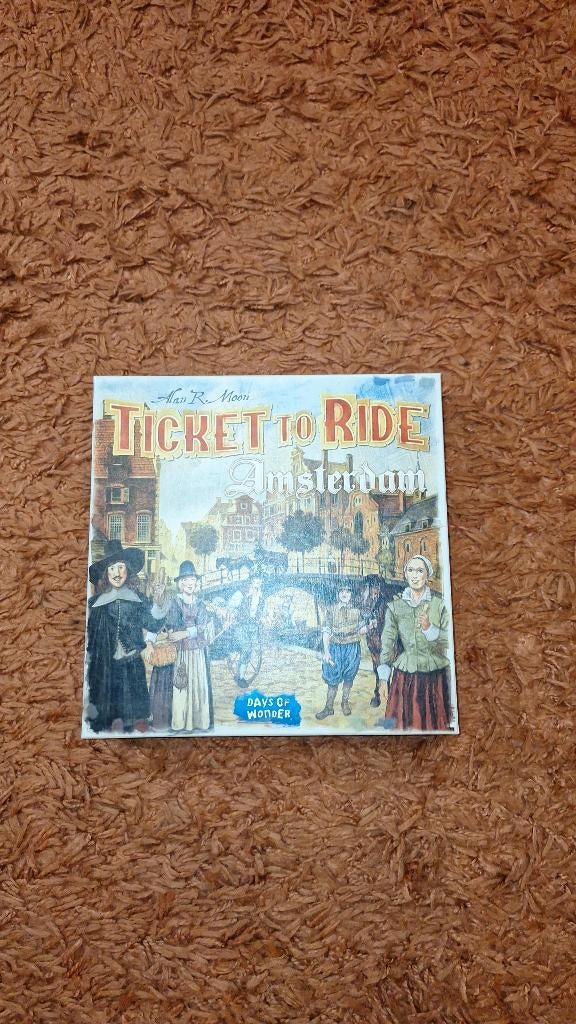 Alan R. Moon
TICKET TO RIDE
Amsterdam
DAYS OF
WONDER